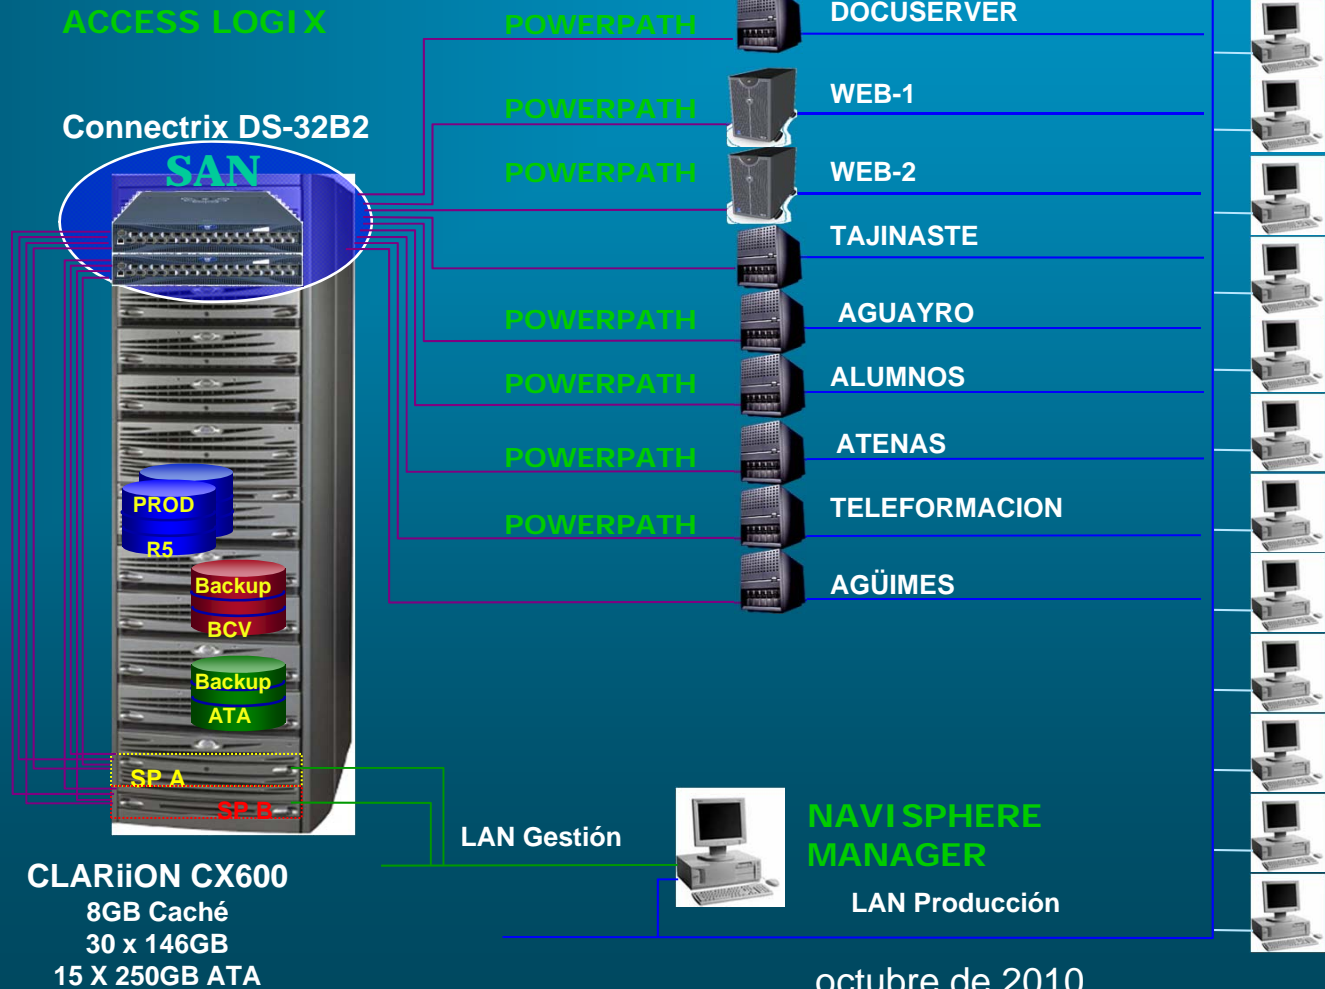 ACCESS LOGIX
POWERPATH
DOCUSERVER
Connectrix DS-32B2
SAN
POWERPATH
WEB-1
POWERPATH
WEB-2
TAJINASTE
POWERPATH
AGUAYRO
POWERPATH
ALUMNOS
POWERPATH
ATENAS
POWERPATH
TELEFORMACION
AGÜIMES
PROD
R5
Backup
BCV
Backup
ATA
SP A
SP B
LAN Gestión
NAVISPHERE
MANAGER
LAN Producción
CLARiiON CX600
8GB Caché
30 x 146GB
15 X 250GB ATA
octubre de 2010